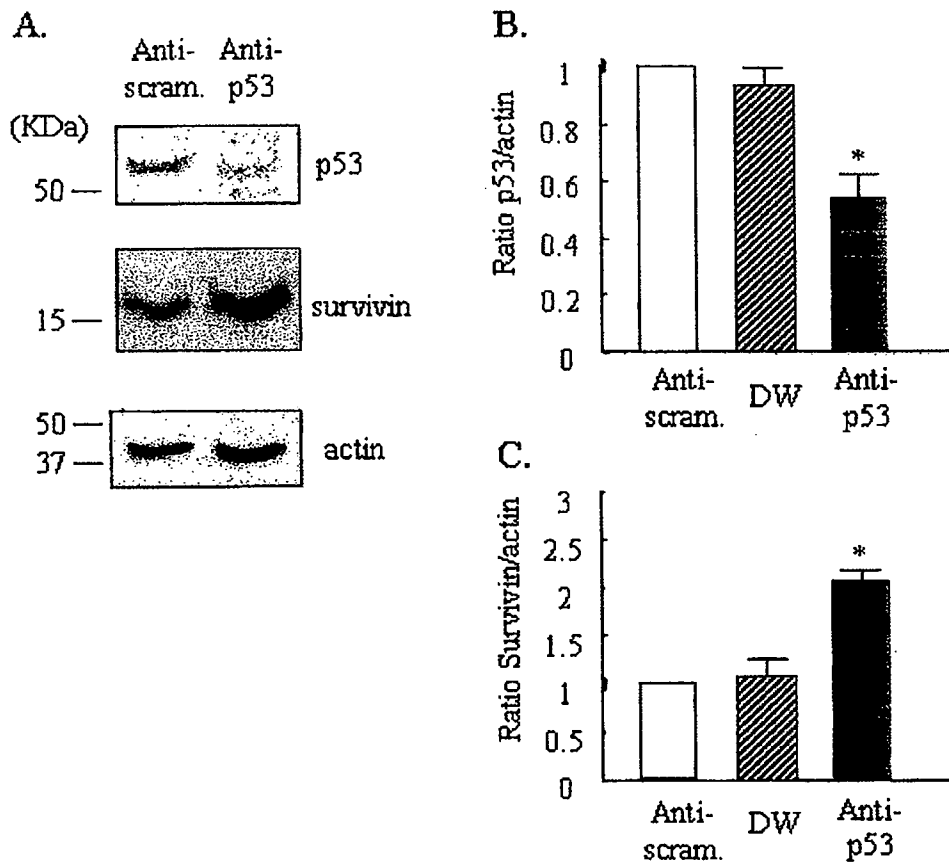 A.
Anti-
scram.
Anti-
p53
(KDa)
50
p53
15
survivin
50
37
actin
B.
Ratio p53/actin
1
0.8
0.6
0.4
0.2
0
*
Anti-
scram.
DW
Anti-
p53
C.
Ratio Survivin/actin
3
2.5
2
1.5
1
0.5
0
*
Anti-
scram.
DW
Anti-
p53